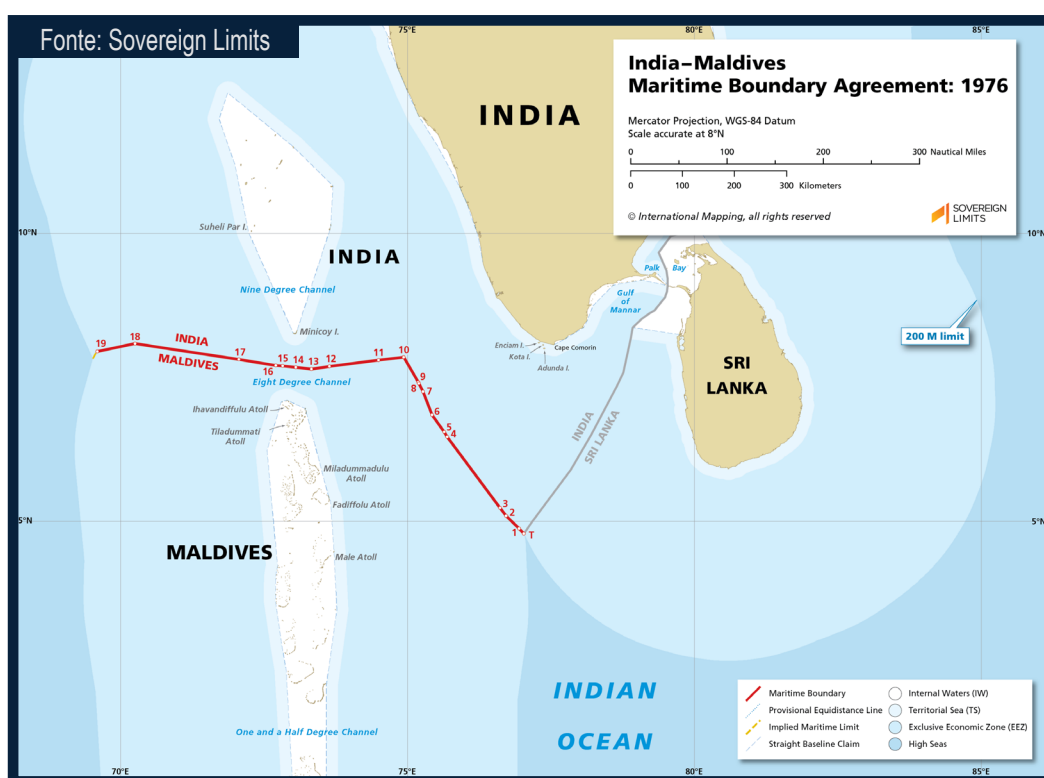 Fonte: Sovereign Limits
75°E
80°E
85°E
India–Maldives
Maritime Boundary Agreement: 1976
Mercator Projection, WGS-84 Datum
Scale accurate at 8°N
0 100 200 300 Nautical Miles
0 100 200 300 Kilometers
© International Mapping, all rights reserved
SOVEREIGN
LIMITS
INDIA
Suheli Par I.
10°N
10°N
INDIA
Nine Degree Channel
Palk Bay
Gulf
of
Mannar
Minicoy I.
200 M limit
Enciam I.
Kota I.
Cape Comorin
Adunda I.
SRI
LANKA
19
18
INDIA
MALDIVES
17
16
15
14
13
12
11
10
Eight Degree Channel
9
8
7
6
5
4
3
2
1
T
INDIA
SRI LANKA
Ihavandiffulu Atoll
Tiladummati
Atoll
Miladummadulu
Atoll
Fadiffolu Atoll
5°N
5°N
MALDIVES
Male Atoll
INDIAN
OCEAN
One and a Half Degree Channel
Maritime Boundary
Provisional Equidistance Line
Implied Maritime Limit
Straight Baseline Claim
Internal Waters (IW)
Territorial Sea (TS)
Exclusive Economic Zone (EEZ)
High Seas
70°E
75°E
80°E
85°E